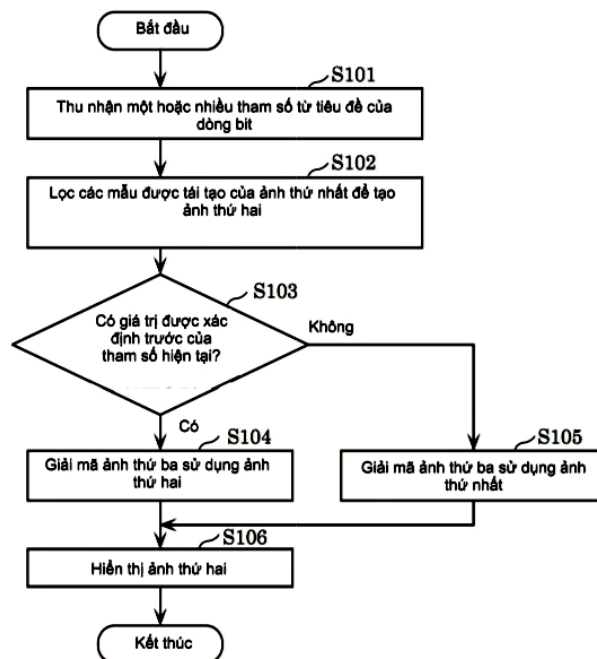 Bắt đầu
S101
Thu nhận một hoặc nhiều tham số từ tiêu đề của
dòng bit
S102
Lọc các mẫu được tái tạo của ảnh thứ nhất để tạo
ảnh thứ hai
S103
Có giá trị được xác
định trước của
tham số hiện tại?
Không
Có
S104
Giải mã ảnh thứ ba sử dụng ảnh
thứ hai
S105
Giải mã ảnh thứ ba sử dụng ảnh
thứ nhất
S106
Hiển thị ảnh thứ hai
Kết thúc